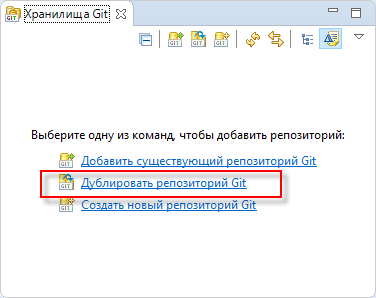 Хранилища Git
Выберите одну из команд, чтобы добавить репозиторий:
Добавить существующий репозиторий Git
Дублировать репозиторий Git
Создать новый репозиторий Git